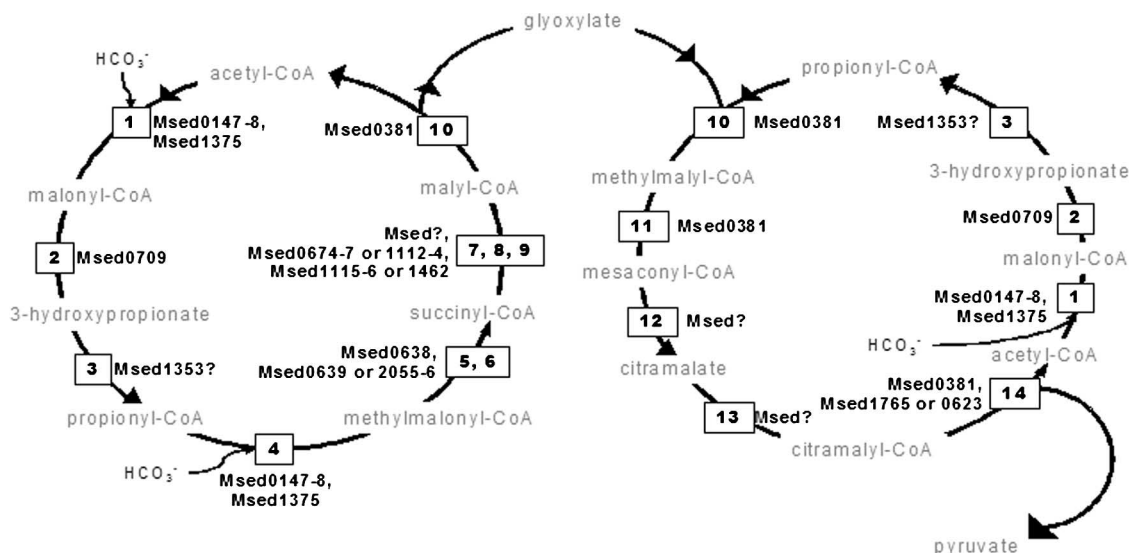 glyoxylate
HCO₃⁻
acetyl-CoA
1
Msed0147-8,
Msed1375
Msed0381
10
malonyl-CoA
malyl-CoA
2
Msed0709
Msed?,
Msed0674-7 or 1112-4,
Msed1115-6 or 1462
7, 8, 9
3-hydroxypropionate
succinyl-CoA
3
Msed1353?
Msed0638,
Msed0639 or 2055-6
5, 6
propionyl-CoA
methylmalonyl-CoA
HCO₃⁻
4
Msed0147-8,
Msed1375
propionyl-CoA
10
Msed0381
Msed1353?
3
methylmalyl-CoA
3-hydroxypropionate
11
Msed0381
Msed0709
2
mesaconyl-CoA
malonyl-CoA
Msed0147-8,
Msed1375
1
12
Msed?
HCO₃⁻
acetyl-CoA
citramalate
Msed0381,
Msed1765 or 0623
14
13
Msed?
citramalyl-CoA
pyruvate